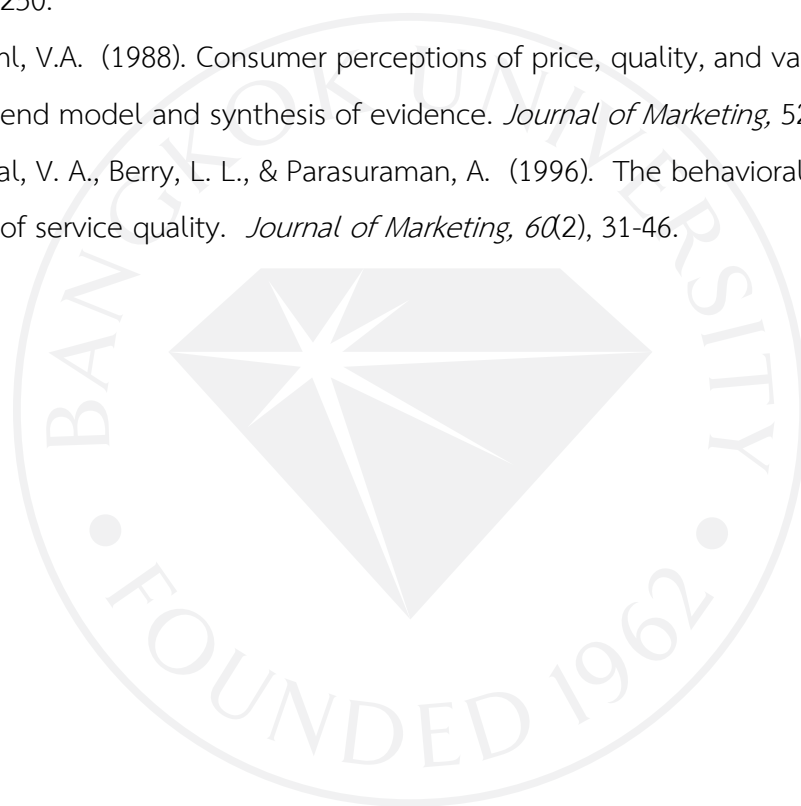 250.
hl, V.A. (1988). Consumer perceptions of price, quality, and va
end model and synthesis of evidence. Journal of Marketing, 52
al, V. A., Berry, L. L., & Parasuraman, A. (1996). The behavioral
of service quality. Journal of Marketing, 60(2), 31-46.
BANGKOK UNIVERSITY
• FOUNDED 1962 •